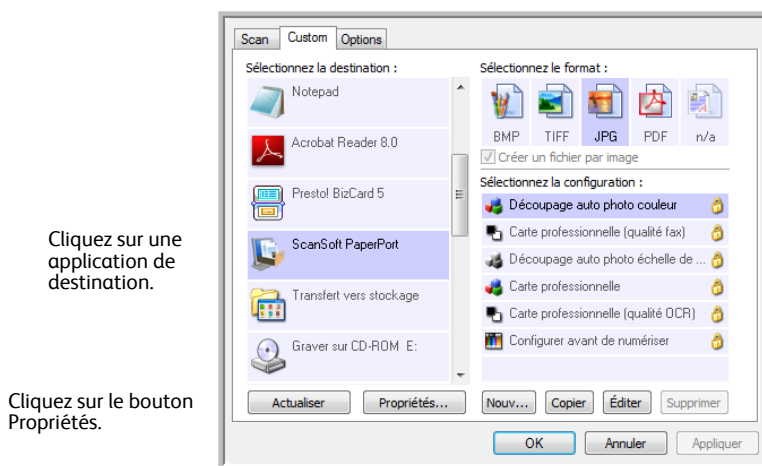 Scan Custom Options
Sélectionnez la destination :
Notepad
Acrobat Reader 8.0
Presto! BizCard 5
ScanSoft PaperPort
Transfert vers stockage
Graver sur CD-ROM E:
Actualiser Propriétés...
Sélectionnez le format :
BMP TIFF JPG PDF n/a
Créer un fichier par image
Sélectionnez la configuration :
Découpage auto photo couleur
Carte professionnelle (qualité fax)
Découpage auto photo échelle de ...
Carte professionnelle
Carte professionnelle (qualité OCR)
Configurer avant de numériser
Nouv... Copier Éditer Supprimer
OK Annuler Appliquer
Cliquez sur une
application de
destination.
Cliquez sur le bouton
Propriétés.